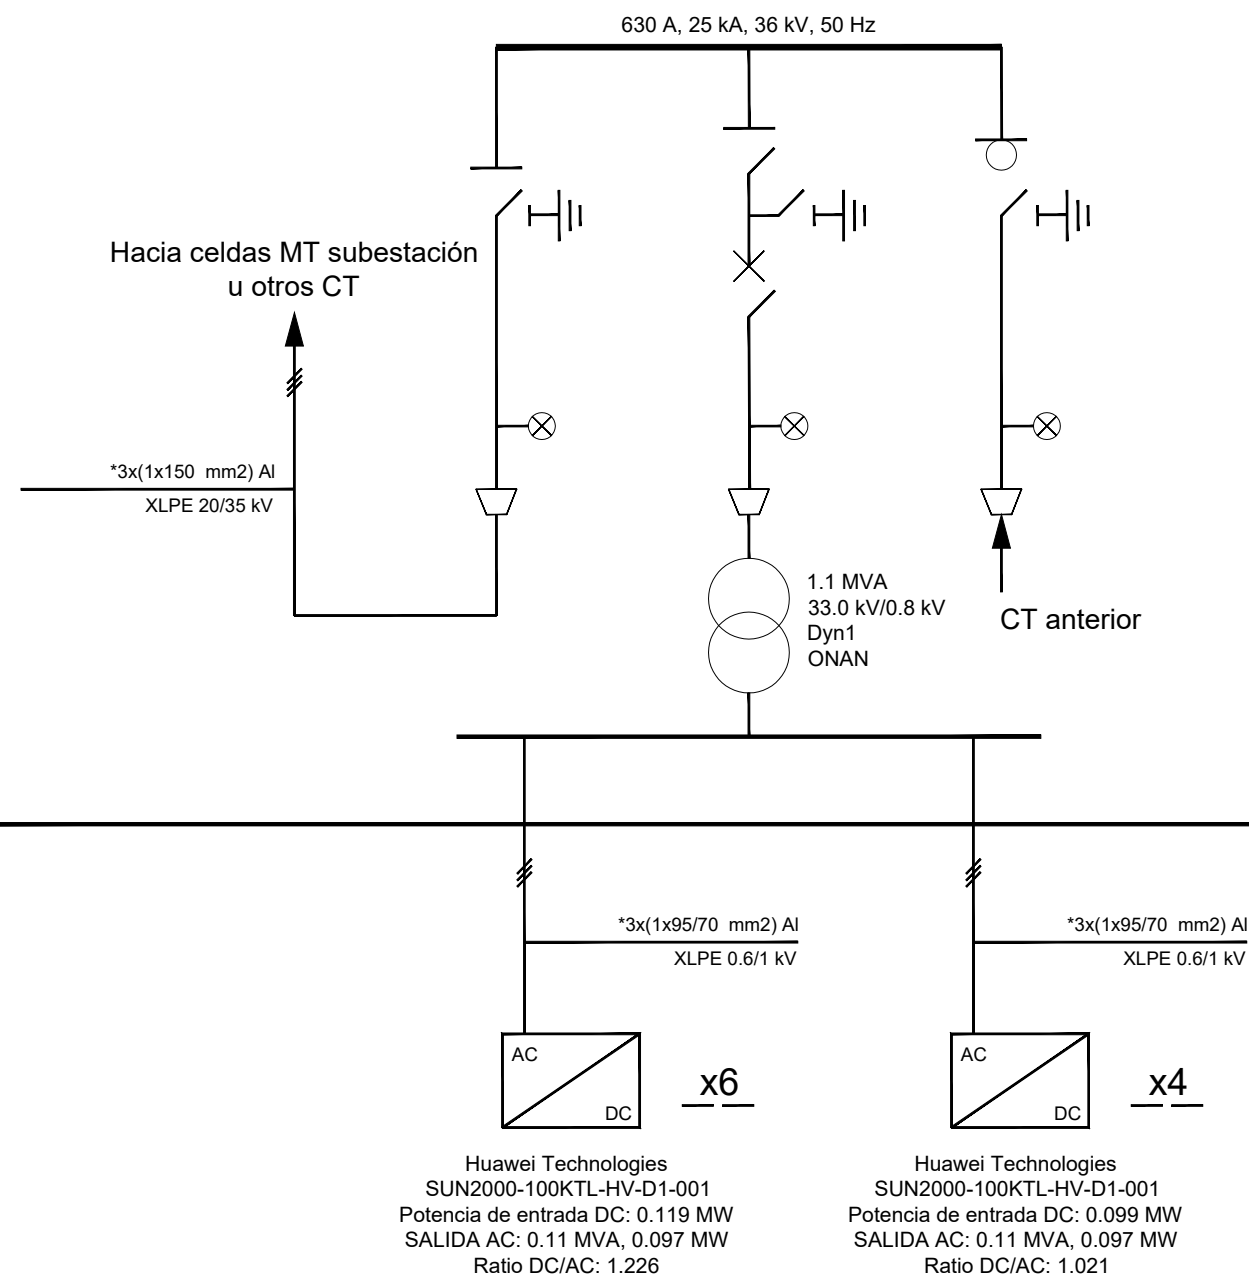 630 A, 25 kA, 36 kV, 50 Hz
Hacia celdas MT subestación
u otros CT
*3x(1x150 mm2) Al
XLPE 20/35 kV
1.1 MVA
33.0 kV/0.8 kV
Dyn1
ONAN
CT anterior
*3x(1x95/70 mm2) Al
XLPE 0.6/1 kV
*3x(1x95/70 mm2) Al
XLPE 0.6/1 kV
AC
DC
x6
AC
DC
x4
Huawei Technologies
SUN2000-100KTL-HV-D1-001
Potencia de entrada DC: 0.119 MW
SALIDA AC: 0.11 MVA, 0.097 MW
Ratio DC/AC: 1.226
Huawei Technologies
SUN2000-100KTL-HV-D1-001
Potencia de entrada DC: 0.099 MW
SALIDA AC: 0.11 MVA, 0.097 MW
Ratio DC/AC: 1.021